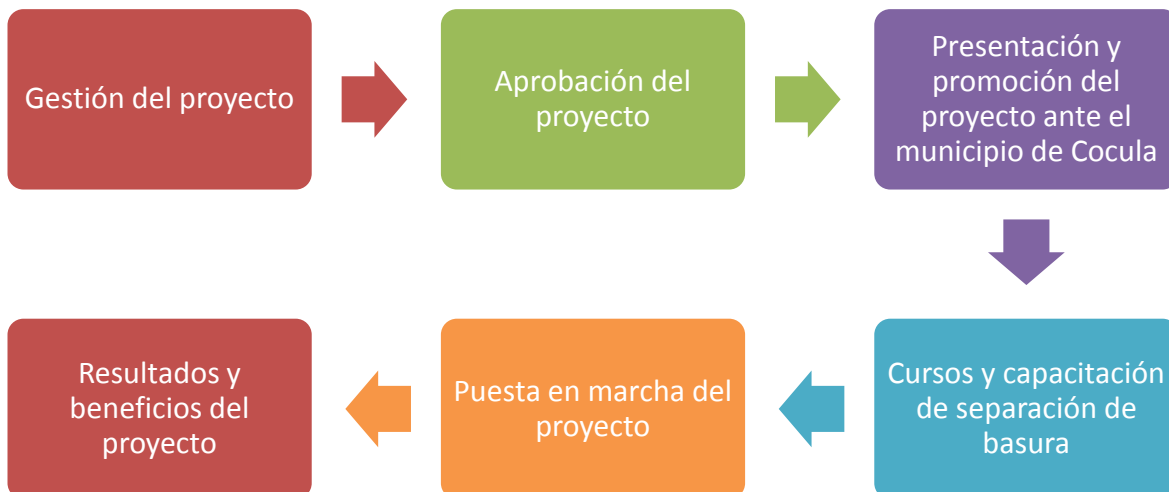 Gestión del proyecto
Aprobación del
proyecto
Presentación y
promoción del
proyecto ante el
municipio de Cocula
Cursos y capacitación
de separación de
basura
Puesta en marcha del
proyecto
Resultados y
beneficios del
proyecto